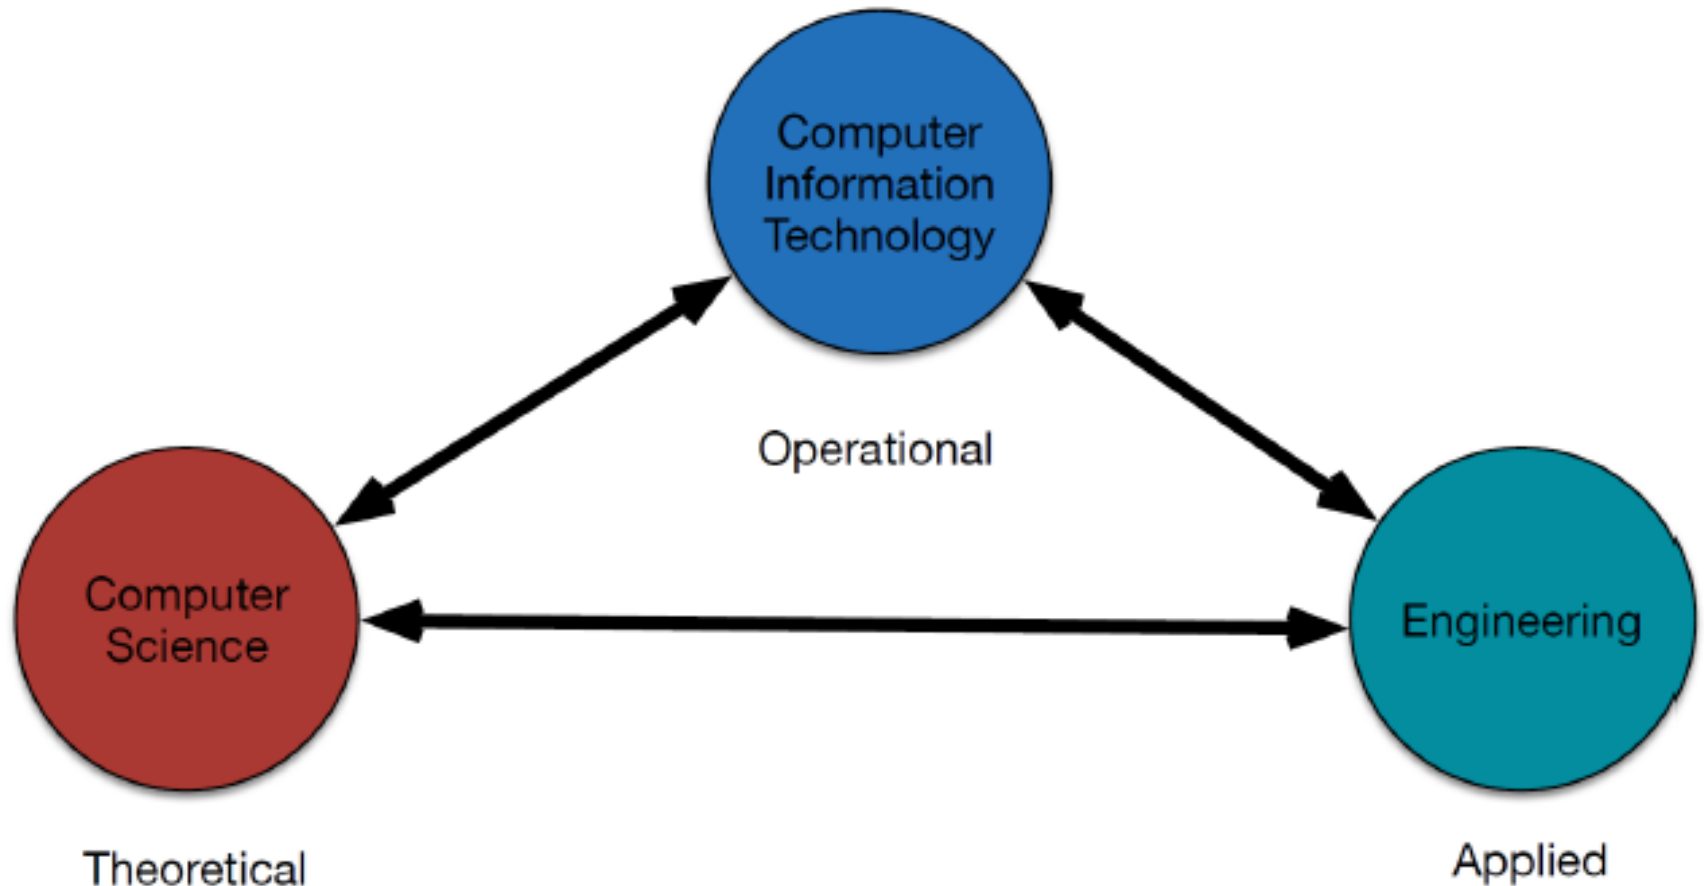 Computer
Information
Technology
Operational
Computer
Science
Engineering
Theoretical
Applied